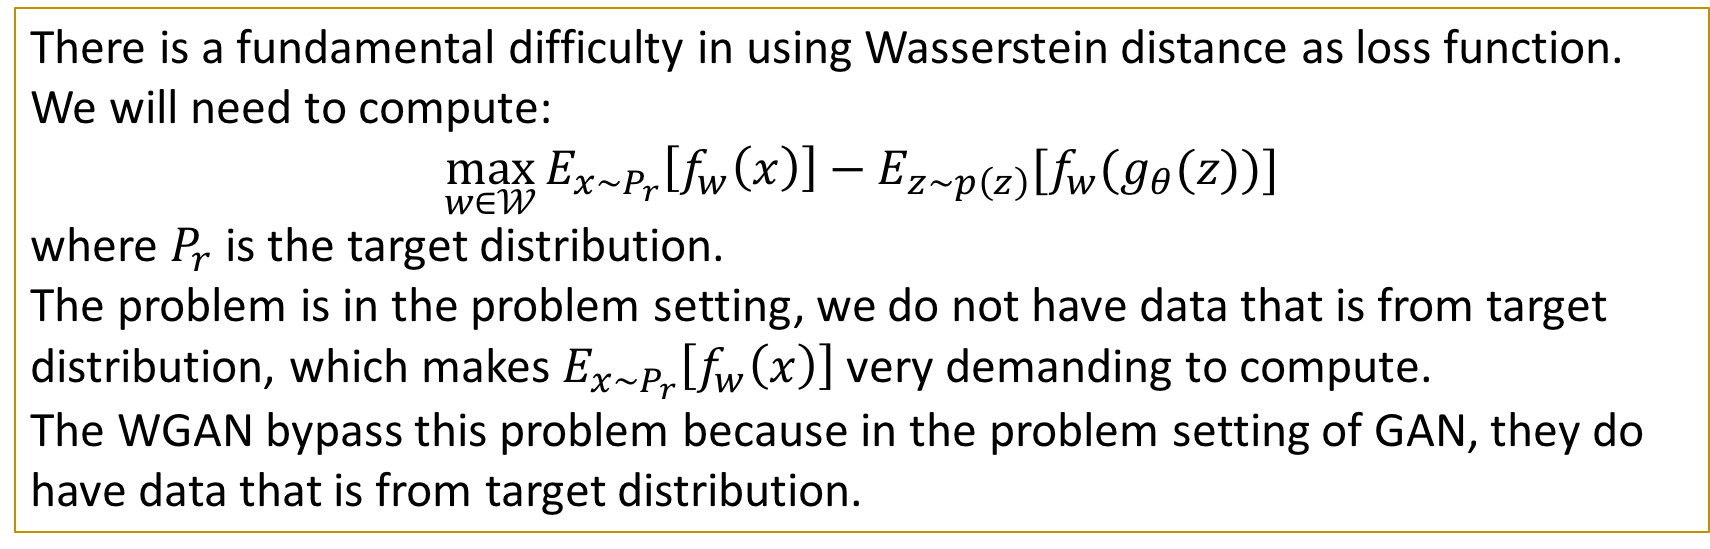 There is a fundamental difficulty in using Wasserstein distance as loss function.
We will need to compute:
max_{w∈𝒲} E_{x~P_r}[f_w(x)] − E_{z~p(z)}[f_w(g_θ(z))]
where P_r is the target distribution.
The problem is in the problem setting, we do not have data that is from target
distribution, which makes E_{x~P_r}[f_w(x)] very demanding to compute.
The WGAN bypass this problem because in the problem setting of GAN, they do
have data that is from target distribution.